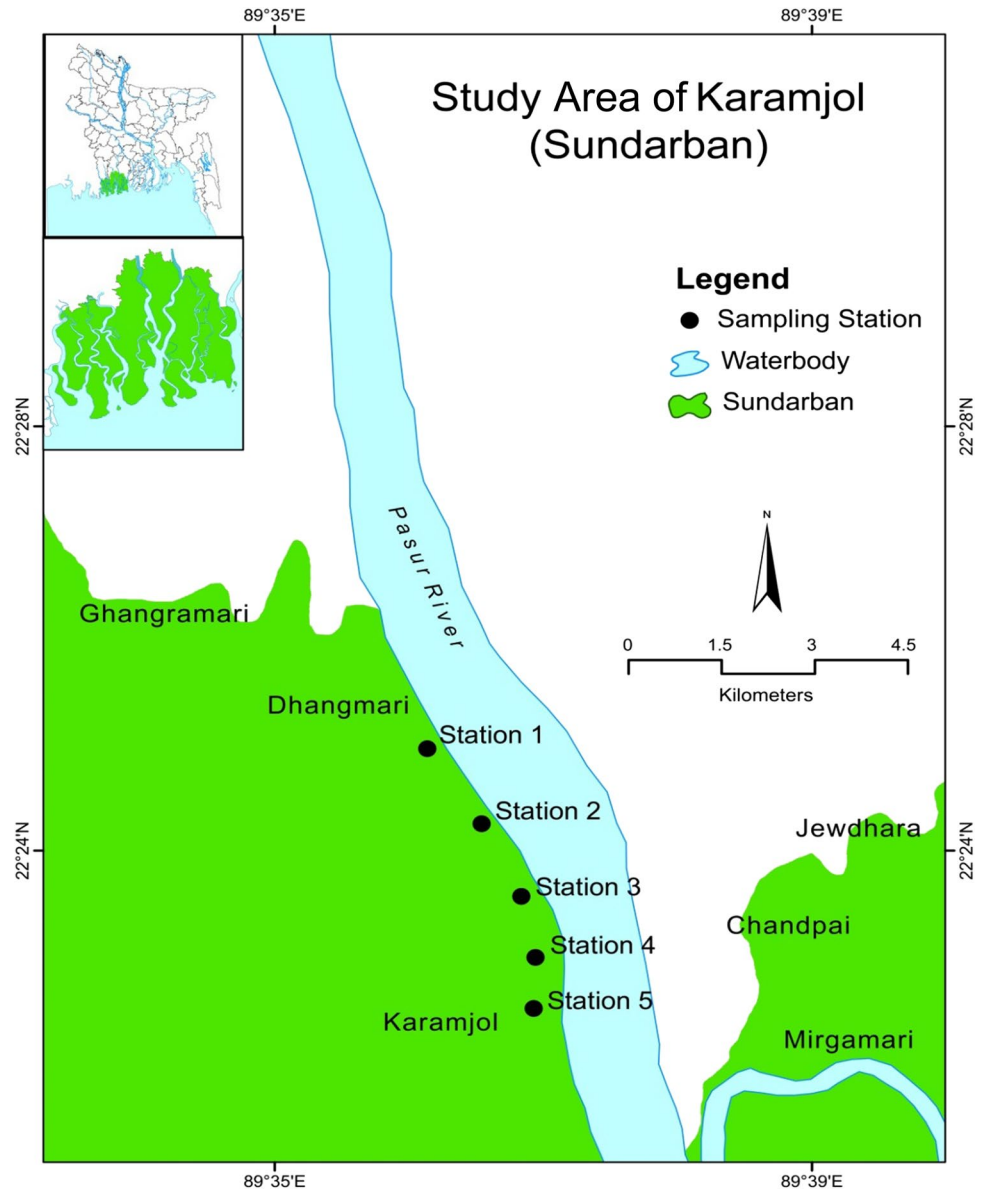 89°35'E
89°39'E
Study Area of Karamjol
(Sundarban)
Legend
Sampling Station
Waterbody
Sundarban
22°28'N
22°28'N
Pasur River
N
Ghangramari
0 1.5 3 4.5
Kilometers
Dhangmari
Station 1
Station 2
Jewdhara
22°24'N
22°24'N
Station 3
Chandpai
Station 4
Station 5
Karamjol
Mirgamari
89°35'E
89°39'E